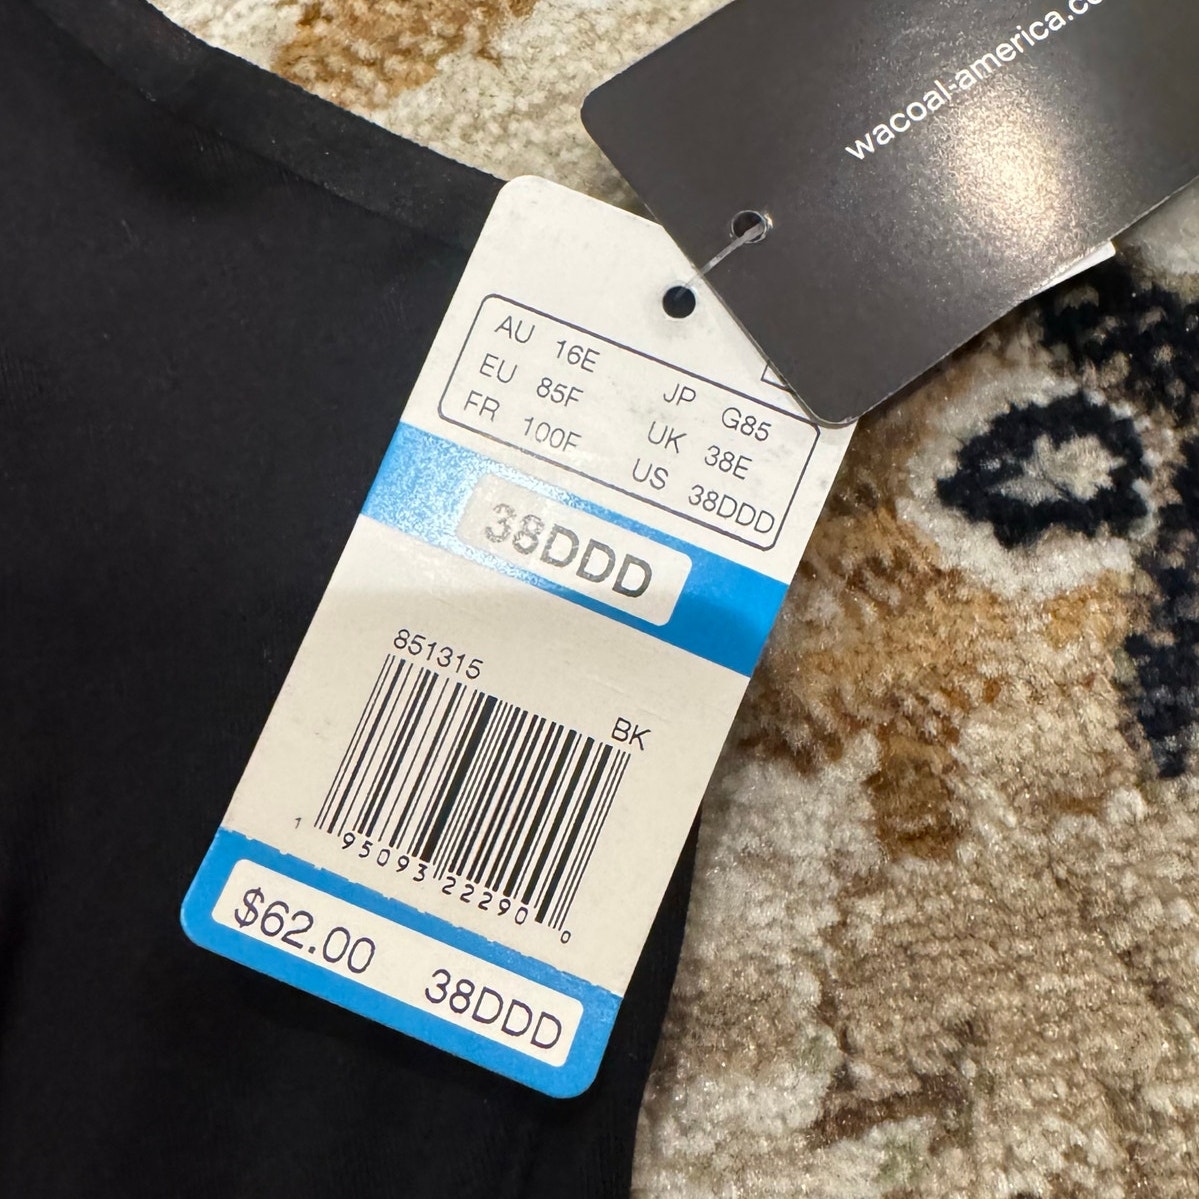 wacoal-america.co
AU 16E JP G85
EU 85F UK 38E
FR 100F US 38DDD
38DDD
851315
BK
1 95093 22290 0
$62.00 38DDD